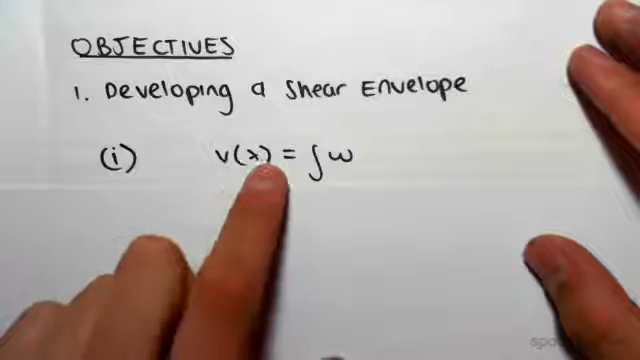 OBJECTIVES
1. Developing a Shear Envelope
(i) v(x) = ∫ω